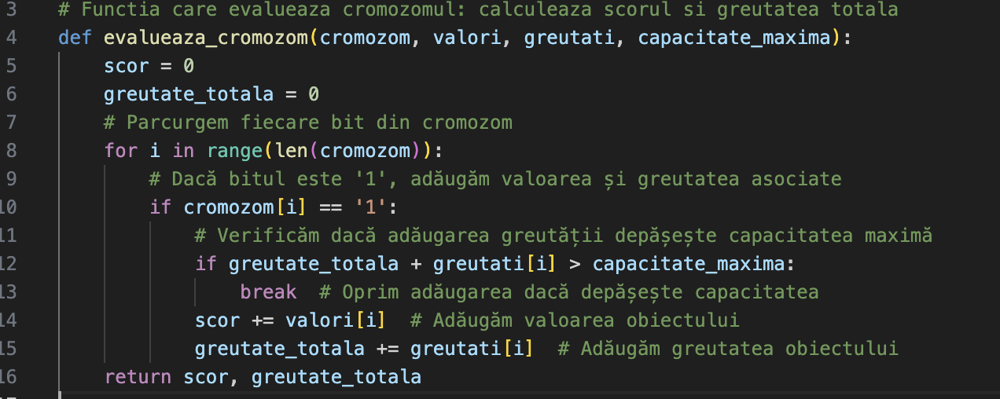 3 # Functia care evalueaza cromozomul: calculeaza scorul si greutatea totala
4 def evalueaza_cromozom(cromozom, valori, greutati, capacitate_maxima):
5     scor = 0
6     greutate_totala = 0
7     # Parcurgem fiecare bit din cromozom
8     for i in range(len(cromozom)):
9         # Dacă bitul este '1', adăugăm valoarea și greutatea asociate
10         if cromozom[i] == '1':
11             # Verificăm dacă adăugarea greutății depășește capacitatea maximă
12             if greutate_totala + greutati[i] > capacitate_maxima:
13                 break  # Oprim adăugarea dacă depășește capacitatea
14             scor += valori[i]  # Adăugăm valoarea obiectului
15             greutate_totala += greutati[i]  # Adăugăm greutatea obiectului
16     return scor, greutate_totala